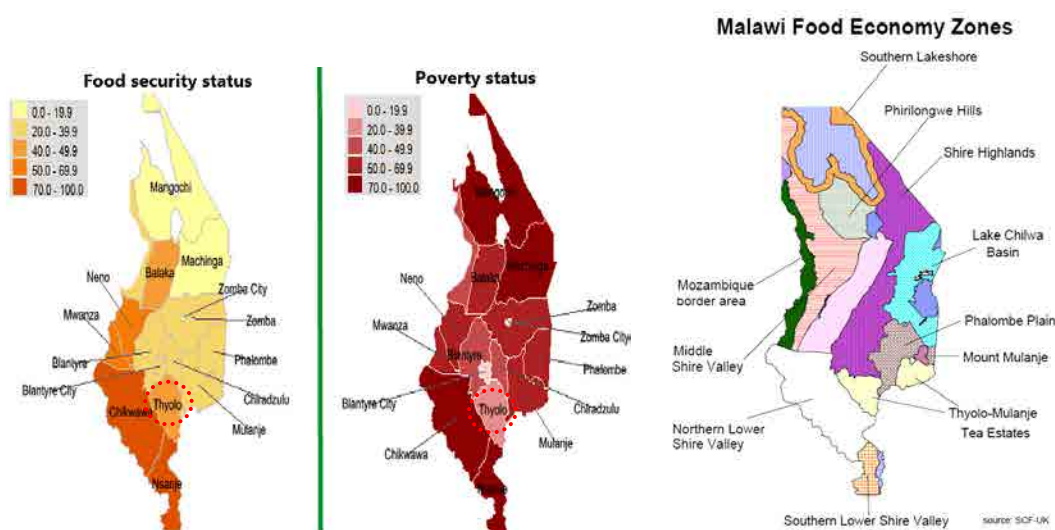 Food security status
0.0 - 19.9
20.0 - 39.9
40.0 - 49.9
50.0 - 69.9
70.0 - 100.0
Mangochi
Machinga
Balaka
Neno
Zomba City
Zomba
Mwanza
Phalombe
Blantyre
Blantyre City
Chiradzulu
Thyolo
Chikwawa
Mulanje
Nsanje
Poverty status
0.0 - 19.9
20.0 - 39.9
40.0 - 49.9
50.0 - 69.9
70.0 - 100.0
Mangochi
Machinga
Balaka
Neno
Zomba
Zomba City
Mwanza
Blantyre
Phalombe
Blantyre City
Chiradzulu
Thyolo
Mulanje
Chikwawa
Malawi Food Economy Zones
Southern Lakeshore
Phirilongwe Hills
Shire Highlands
Lake Chilwa
Basin
Mozambique
border area
Phalombe Plain
Mount Mulanje
Middle
Shire Valley
Thyolo-Mulanje
Tea Estates
Northern Lower
Shire Valley
Southern Lower Shire Valley
source: SCF-UK